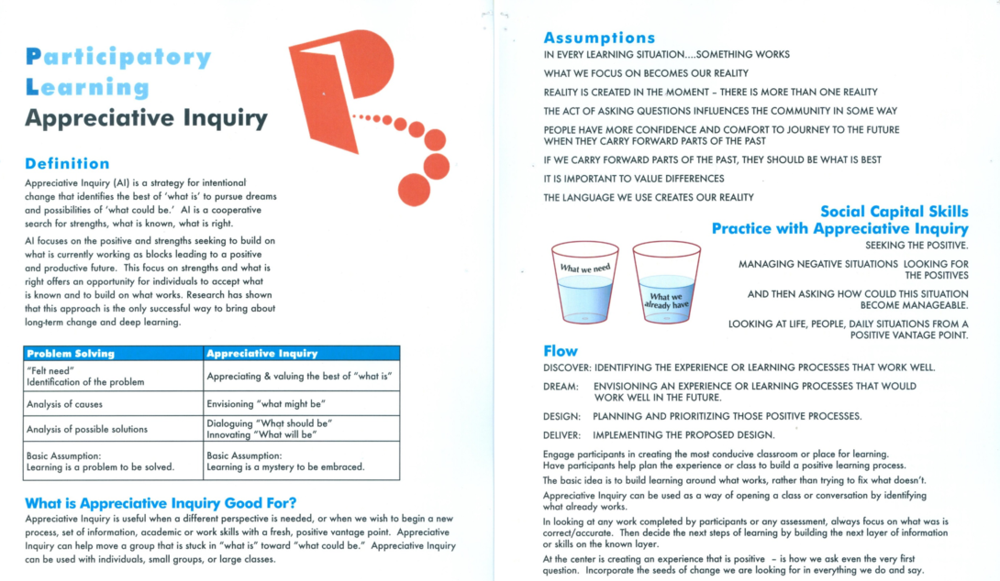 Participatory
Learning
Appreciative Inquiry
Definition
Appreciative Inquiry (AI) is a strategy for intentional
change that identifies the best of 'what is' to pursue dreams
and possibilities of 'what could be.' AI is a cooperative
search for strengths, what is known, what is right.
AI focuses on the positive and strengths seeking to build on
what is currently working as blocks leading to a positive
and productive future. This focus on strengths and what is
right offers an opportunity for individuals to accept what
is known and to build on what works. Research has shown
that this approach is the only successful way to bring about
long-term change and deep learning.
Problem Solving Appreciative Inquiry
"Felt need"
Identification of the problem
Appreciating & valuing the best of "what is"
Analysis of causes
Envisioning "what might be"
Analysis of possible solutions
Dialoguing "What should be"
Innovating "What will be"
Basic Assumption:
Learning is a problem to be solved.
Basic Assumption:
Learning is a mystery to be embraced.
What is Appreciative Inquiry Good For?
Appreciative Inquiry is useful when a different perspective is needed, or when we wish to begin a new
process, set of information, academic or work skills with a fresh, positive vantage point. Appreciative
Inquiry can help move a group that is stuck in "what is" toward "what could be." Appreciative Inquiry
can be used with individuals, small groups, or large classes.
Assumptions
IN EVERY LEARNING SITUATION....SOMETHING WORKS
WHAT WE FOCUS ON BECOMES OUR REALITY
REALITY IS CREATED IN THE MOMENT – THERE IS MORE THAN ONE REALITY
THE ACT OF ASKING QUESTIONS INFLUENCES THE COMMUNITY IN SOME WAY
PEOPLE HAVE MORE CONFIDENCE AND COMFORT TO JOURNEY TO THE FUTURE
WHEN THEY CARRY FORWARD PARTS OF THE PAST
IF WE CARRY FORWARD PARTS OF THE PAST, THEY SHOULD BE WHAT IS BEST
IT IS IMPORTANT TO VALUE DIFFERENCES
THE LANGUAGE WE USE CREATES OUR REALITY
Social Capital Skills
Practice with Appreciative Inquiry
SEEKING THE POSITIVE.
MANAGING NEGATIVE SITUATIONS LOOKING FOR
THE POSITIVES
AND THEN ASKING HOW COULD THIS SITUATION
BECOME MANAGEABLE.
LOOKING AT LIFE, PEOPLE, DAILY SITUATIONS FROM A
POSITIVE VANTAGE POINT.
What we need
What we
already have
Flow
DISCOVER: IDENTIFYING THE EXPERIENCE OR LEARNING PROCESSES THAT WORK WELL.
DREAM: ENVISIONING AN EXPERIENCE OR LEARNING PROCESSES THAT WOULD
WORK WELL IN THE FUTURE.
DESIGN: PLANNING AND PRIORITIZING THOSE POSITIVE PROCESSES.
DELIVER: IMPLEMENTING THE PROPOSED DESIGN.
Engage participants in creating the most conducive classroom or place for learning.
Have participants help plan the experience or class to build a positive learning process.
The basic idea is to build learning around what works, rather than trying to fix what doesn't.
Appreciative Inquiry can be used as a way of opening a class or conversation by identifying
what already works.
In looking at any work completed by participants or any assessment, always focus on what was is
correct/accurate. Then decide the next steps of learning by building the next layer of information
or skills on the known layer.
At the center is creating an experience that is positive – is how we ask even the very first
question. Incorporate the seeds of change we are looking for in everything we do and say.